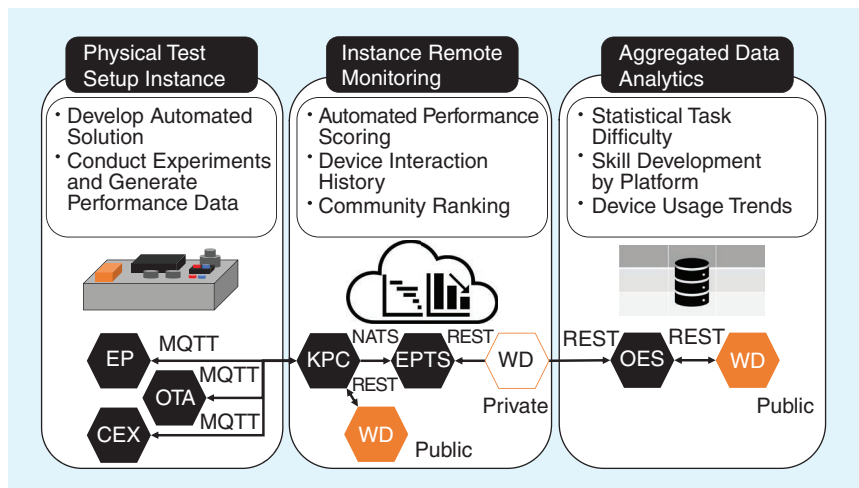 Physical Test
Setup Instance
• Develop Automated
Solution
• Conduct Experiments
and Generate
Performance Data
EP
MQTT
OTA
MQTT
CEX
MQTT
Instance Remote
Monitoring
• Automated Performance
Scoring
• Device Interaction
History
• Community Ranking
KPC
NATS
EPTS
REST
WD
Private
REST
WD
Public
Aggregated Data
Analytics
• Statistical Task
Difficulty
• Skill Development
by Platform
• Device Usage Trends
REST
OES
REST
WD
Public